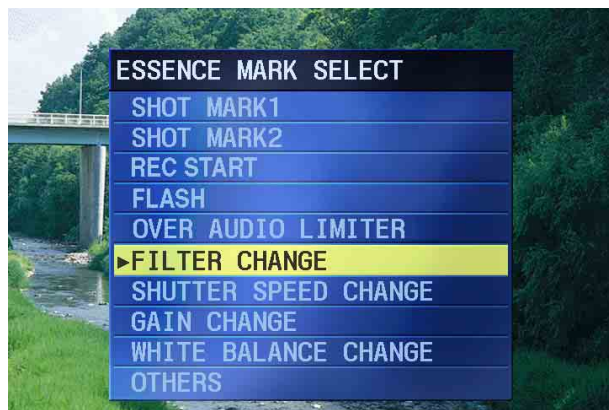 ESSENCE MARK SELECT
SHOT MARK1
SHOT MARK2
REC START
FLASH
OVER AUDIO LIMITER
▶FILTER CHANGE
SHUTTER SPEED CHANGE
GAIN CHANGE
WHITE BALANCE CHANGE
OTHERS